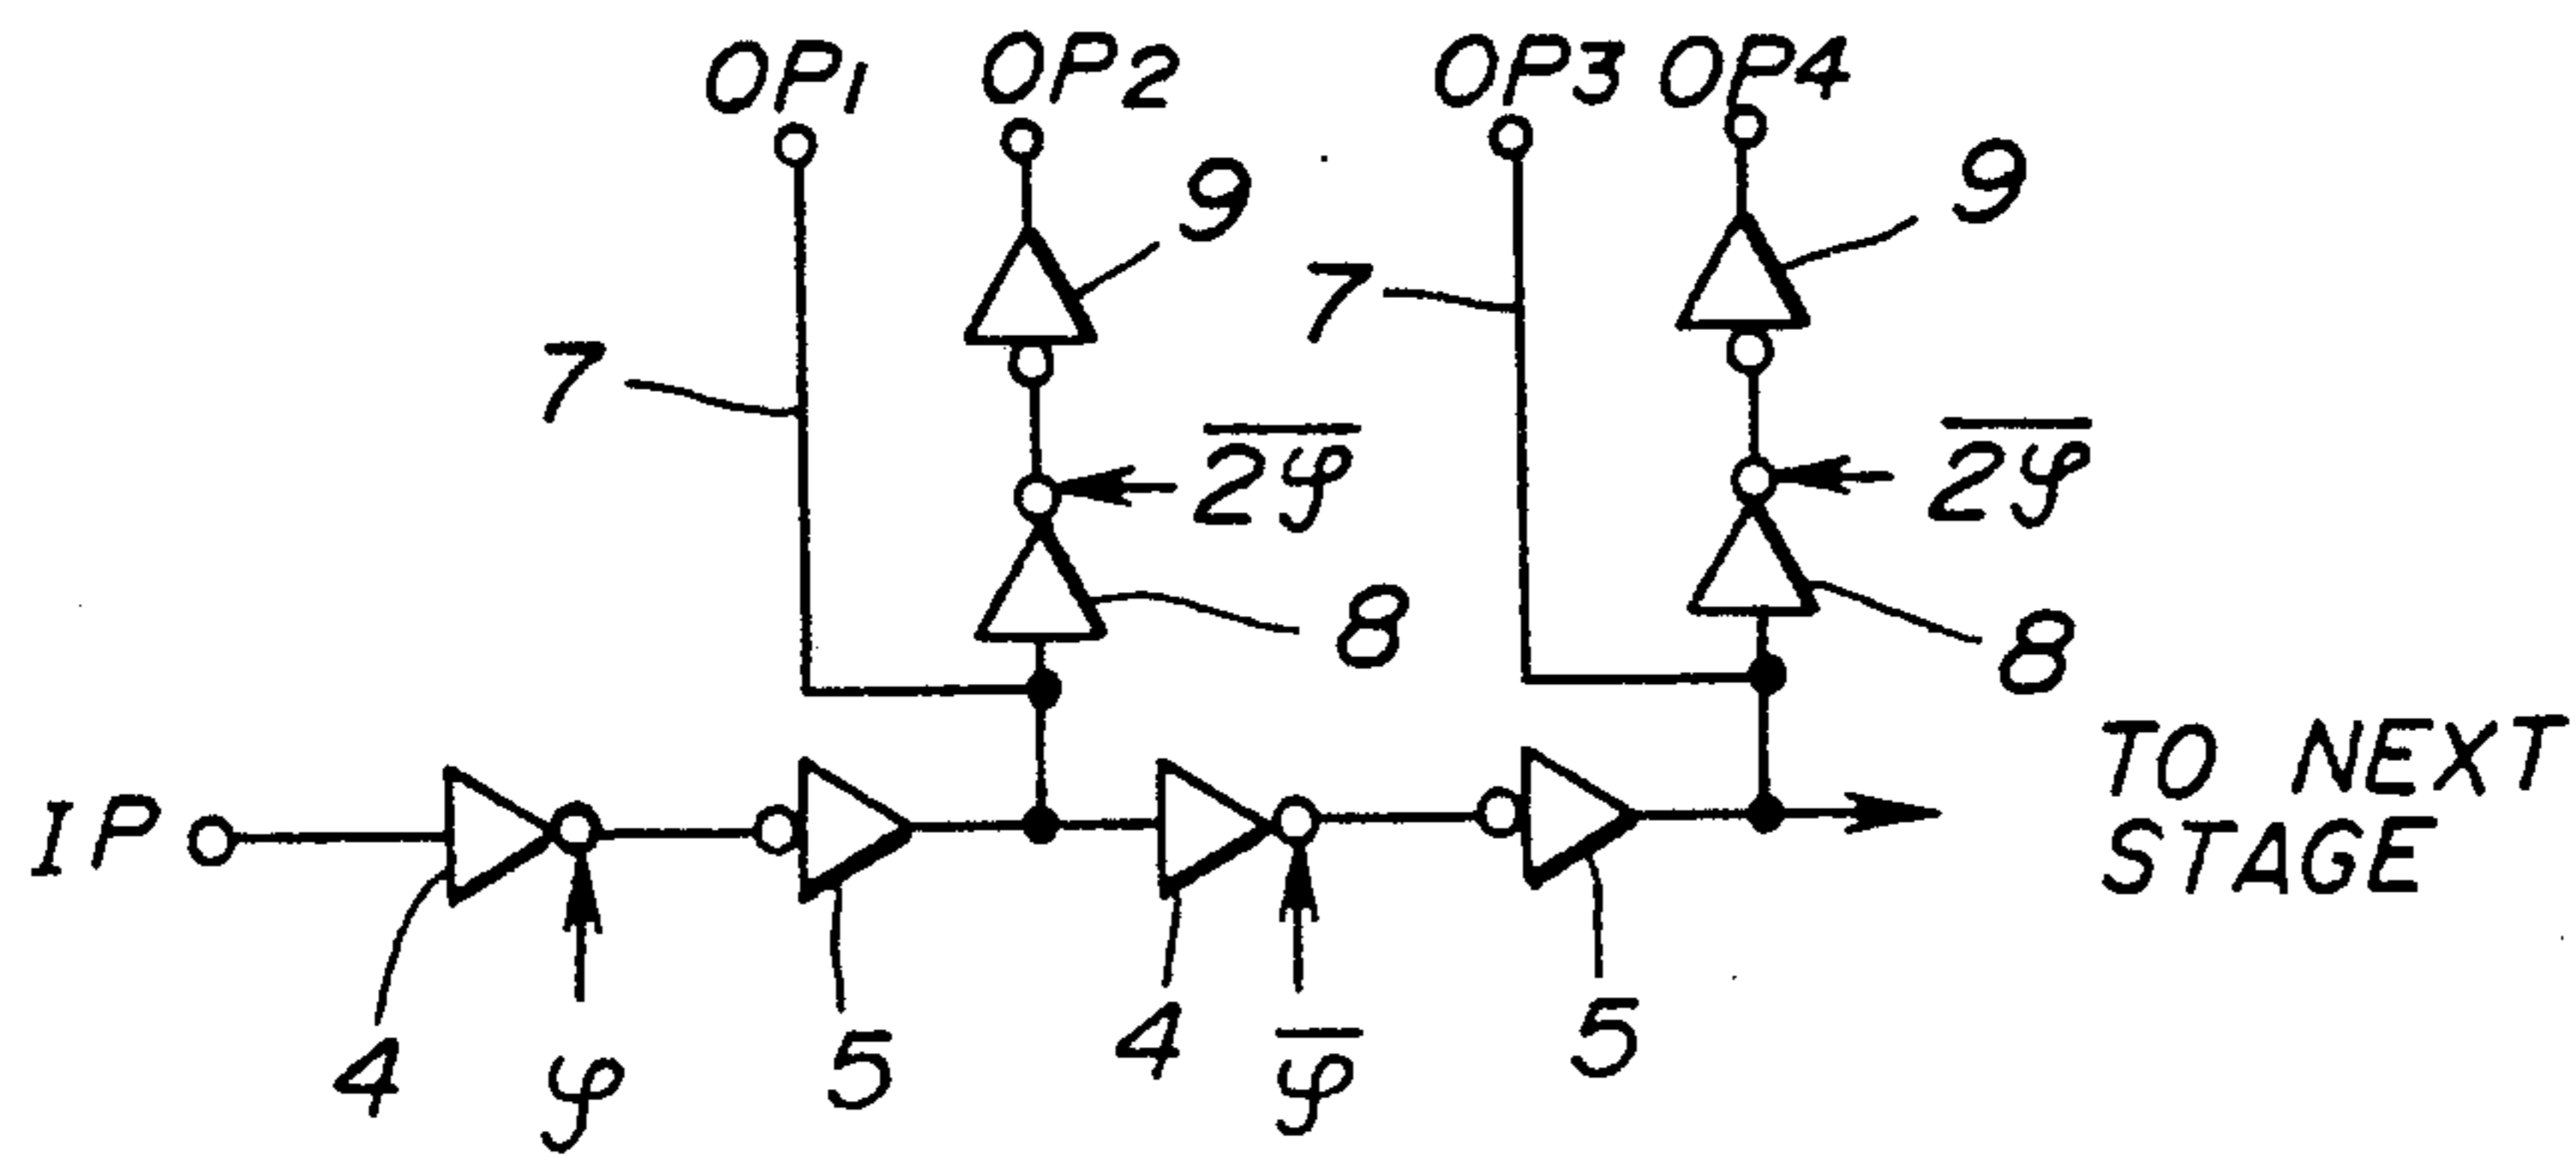 OP1 OP2 OP3 OP4
9 9
7 7
2φ̅ 2φ̅
8 8
IP
TO NEXT
STAGE
4 φ 5 4 φ̅ 5